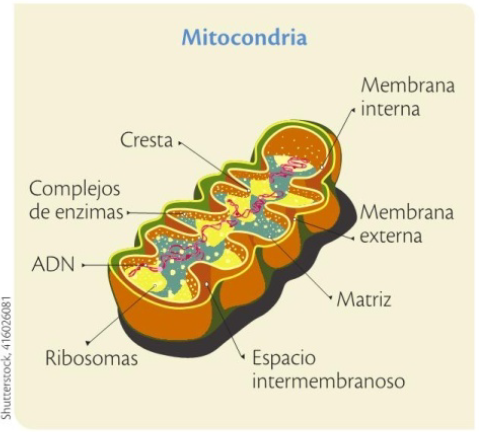 Mitocondria
Membrana
interna
Cresta
Complejos
de enzimas
Membrana
externa
ADN
Matriz
Ribosomas
Espacio
intermembranoso
Shutterstock, 416026081